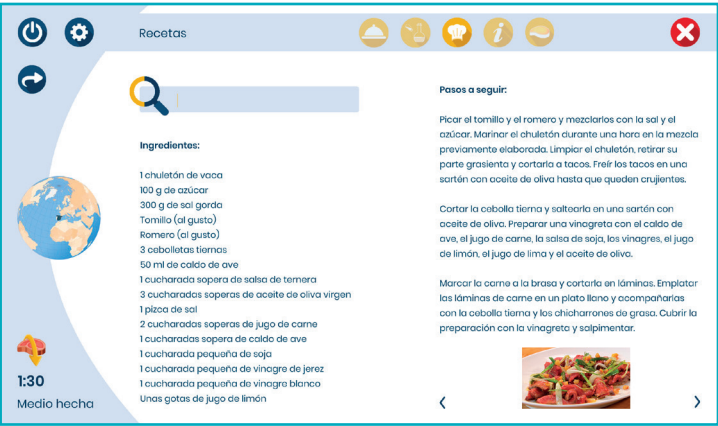 Recetas
Ingredientes:
1 chuletón de vaca
100 g de azúcar
300 g de sal gorda
Tomillo (al gusto)
Romero (al gusto)
3 cebolletas tiernas
50 ml de caldo de ave
1 cucharada sopera de salsa de ternera
3 cucharadas soperas de aceite de oliva virgen
1 pizca de sal
2 cucharadas soperas de jugo de carne
1 cucharadas sopera de caldo de ave
1 cucharada pequeña de soja
1 cucharada pequeña de vinagre de jerez
1 cucharada pequeña de vinagre blanco
Unas gotas de jugo de limón
Pasos a seguir:
Picar el tomillo y el romero y mezclarlos con la sal y el
azúcar. Marinar el chuletón durante una hora en la mezcla
previamente elaborada. Limpiar el chuletón, retirar su
parte grasienta y cortarla a tacos. Freír los tacos en una
sartén con aceite de oliva hasta que queden crujientes.
Cortar la cebolla tierna y saltearla en una sartén con
aceite de oliva. Preparar una vinagreta con el caldo de
ave, el jugo de carne, la salsa de soja, los vinagres, el jugo
de limón, el jugo de lima y el aceite de oliva.
Marcar la carne a la brasa y cortarla en láminas. Emplatar
las láminas de carne en un plato llano y acompañarlas
con la cebolla tierna y los chicharrones de grasa. Cubrir la
preparación con la vinagreta y salpimentar.
1:30
Medio hecha